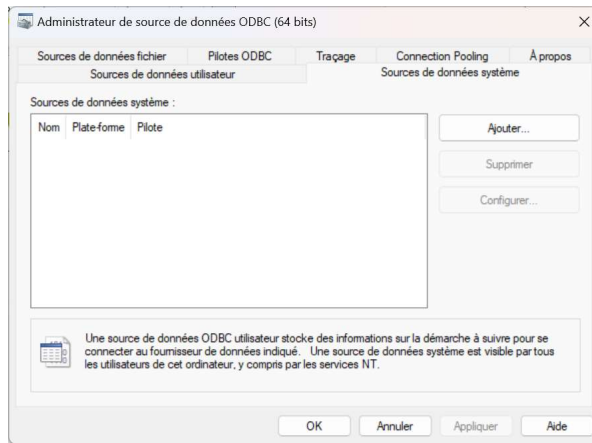 Administrateur de source de données ODBC (64 bits)
Sources de données fichier Pilotes ODBC Traçage Connection Pooling À propos
Sources de données utilisateur Sources de données système
Sources de données système :
Nom Plate-forme Pilote
Ajouter...
Supprimer
Configurer...
Une source de données ODBC utilisateur stocke des informations sur la démarche à suivre pour se
connecter au fournisseur de données indiqué. Une source de données système est visible par tous
les utilisateurs de cet ordinateur, y compris par les services NT.
OK Annuler Appliquer Aide